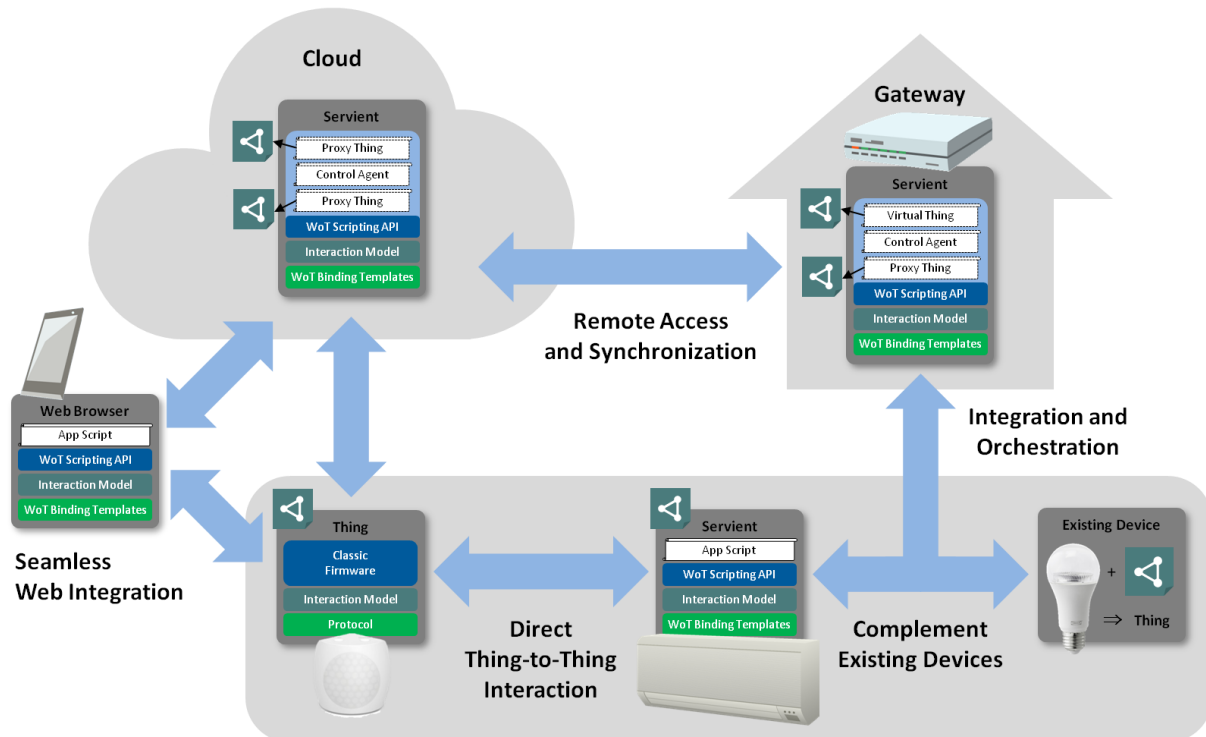 Cloud
Servient
Proxy Thing
Control Agent
Proxy Thing
WoT Scripting API
Interaction Model
WoT Binding Templates
Gateway
Servient
Virtual Thing
Control Agent
Proxy Thing
WoT Scripting API
Interaction Model
WoT Binding Templates
Remote Access
and Synchronization
Web Browser
App Script
WoT Scripting API
Interaction Model
WoT Binding Templates
Seamless
Web Integration
Integration and
Orchestration
Thing
Classic
Firmware
Interaction Model
Protocol
Direct
Thing-to-Thing
Interaction
Servient
App Script
WoT Scripting API
Interaction Model
WoT Binding Templates
Complement
Existing Devices
Existing Device
+
⇒ Thing